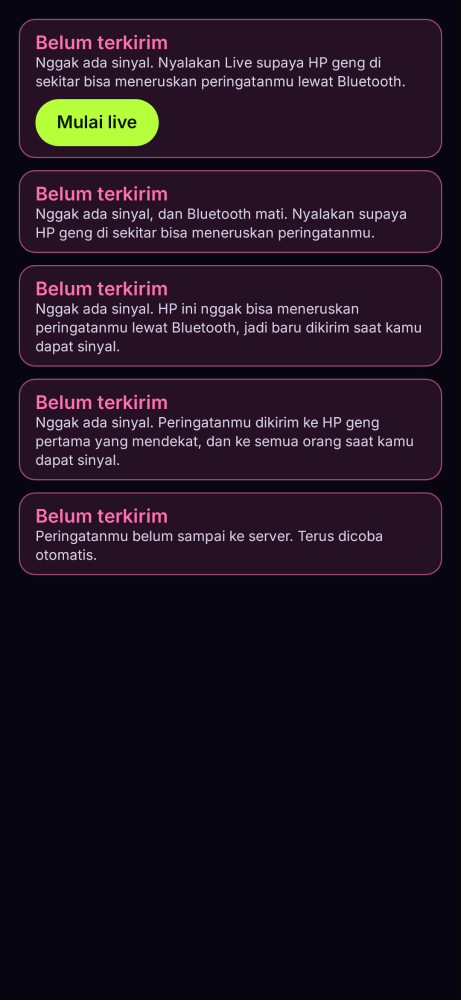 Belum terkirim
Nggak ada sinyal. Nyalakan Live supaya HP geng di
sekitar bisa meneruskan peringatanmu lewat Bluetooth.
Mulai live
Belum terkirim
Nggak ada sinyal, dan Bluetooth mati. Nyalakan supaya
HP geng di sekitar bisa meneruskan peringatanmu.
Belum terkirim
Nggak ada sinyal. HP ini nggak bisa meneruskan
peringatanmu lewat Bluetooth, jadi baru dikirim saat kamu
dapat sinyal.
Belum terkirim
Nggak ada sinyal. Peringatanmu dikirim ke HP geng
pertama yang mendekat, dan ke semua orang saat kamu
dapat sinyal.
Belum terkirim
Peringatanmu belum sampai ke server. Terus dicoba
otomatis.